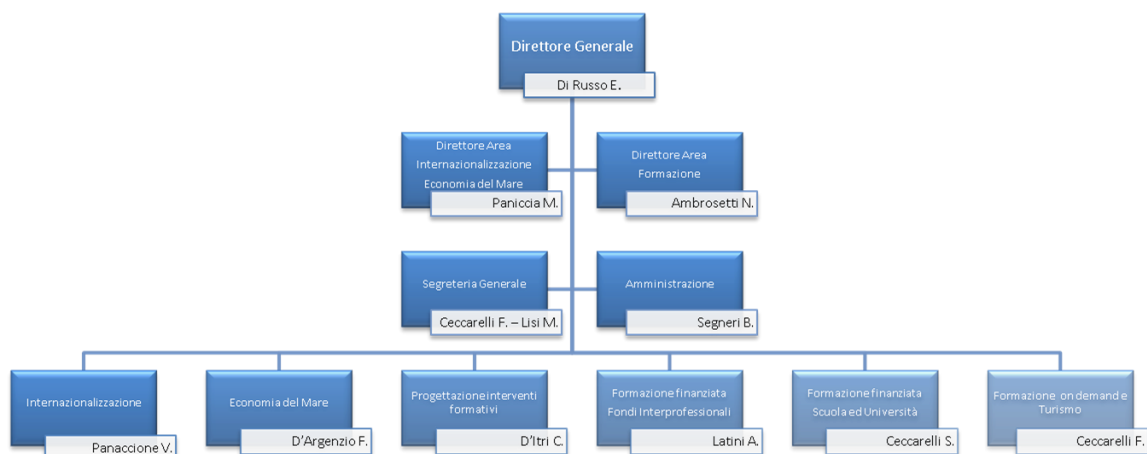 Direttore Generale
Di Russo E.
Direttore Area
Internazionalizzazione
Economia del Mare
Paniccia M.
Direttore Area
Formazione
Ambrosetti N.
Segreteria Generale
Ceccarelli F. – Lisi M.
Amministrazione
Segneri B.
Internazionalizzazione
Panaccione V.
Economia del Mare
D'Argenzio F.
Progettazione interventi
formativi
D'Itri C.
Formazione finanziata
Fondi Interprofessionali
Latini A.
Formazione finanziata
Scuola ed Università
Ceccarelli S.
Formazione on demand e
Turismo
Ceccarelli F.